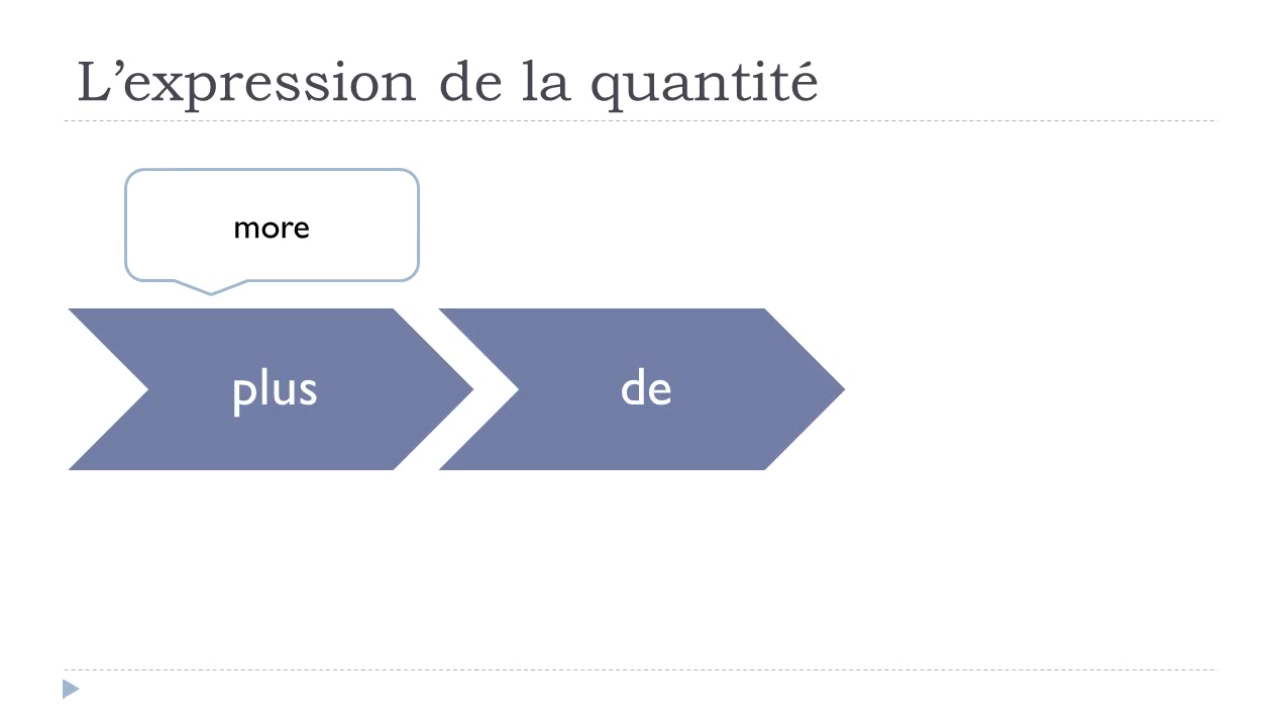 L’expression de la quantité
more
plus
de